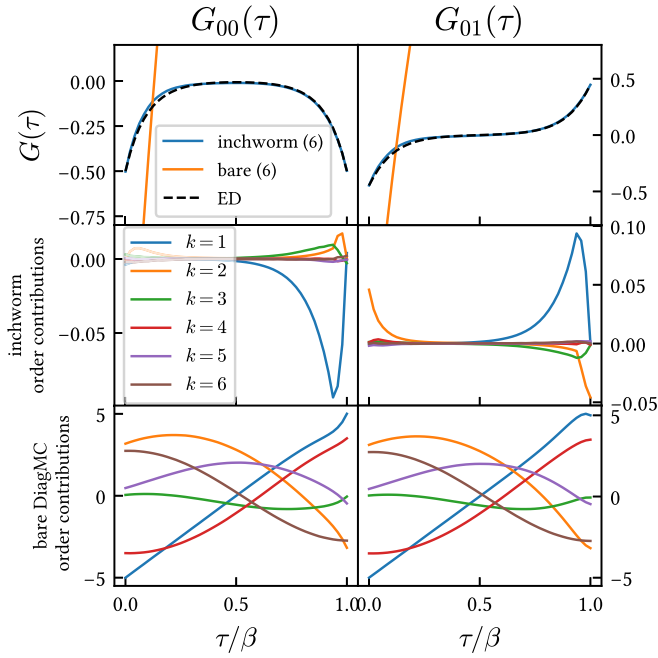 G₀₀(τ) G₀₁(τ)
G(τ)
0.00
−0.25
−0.50
−0.75
inchworm (6)
bare (6)
ED
0.5
0.0
−0.5
inchworm
order contributions
0.00
−0.05
k = 1
k = 2
k = 3
k = 4
k = 5
k = 6
0.10
0.05
0.00
−0.05
bare DiagMC
order contributions
5
0
−5
5
0
−5
0.0 0.5 1.0 0.0 0.5 1.0
τ/β τ/β